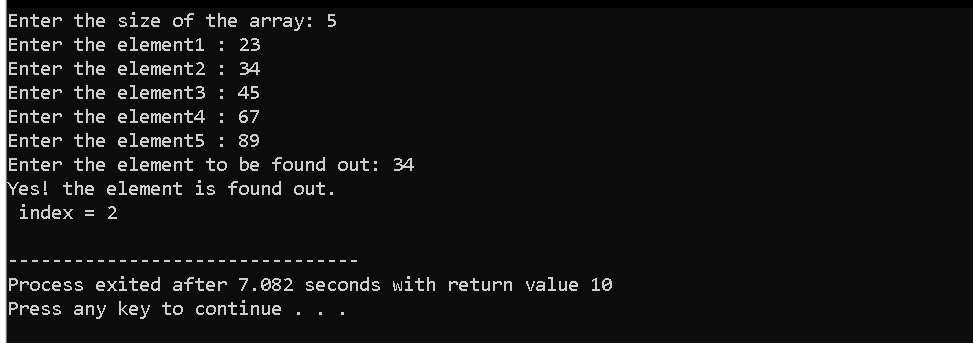 Enter the size of the array: 5
Enter the element1 : 23
Enter the element2 : 34
Enter the element3 : 45
Enter the element4 : 67
Enter the element5 : 89
Enter the element to be found out: 34
Yes! the element is found out.
 index = 2
--------------------------------
Process exited after 7.082 seconds with return value 10
Press any key to continue . . .